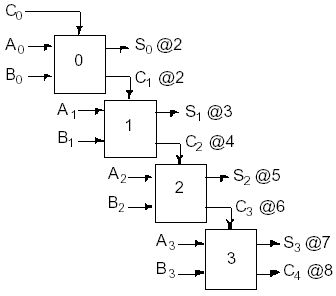 C0
A0 S0 @2
0
B0 C1 @2
A1 S1 @3
1
B1 C2 @4
A2 S2 @5
2
B2 C3 @6
A3 S3 @7
3
B3 C4 @8